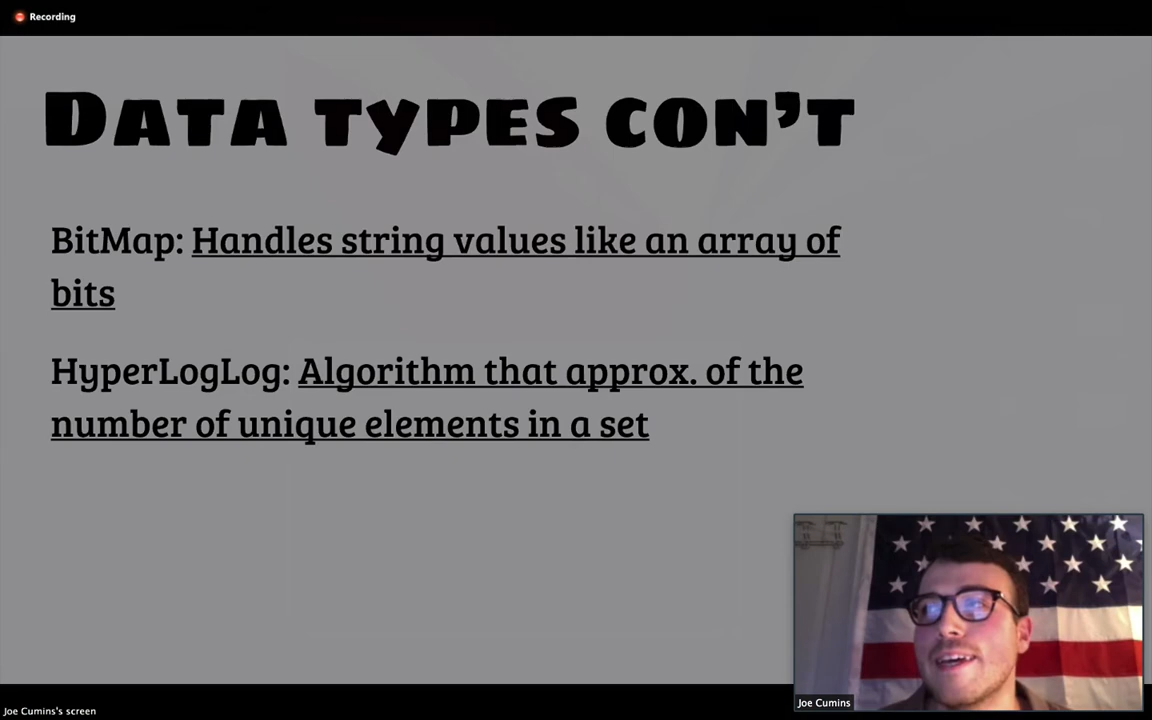 Recording
Data types con't
BitMap: Handles string values like an array of
bits
HyperLogLog: Algorithm that approx. of the
number of unique elements in a set
Joe Cumins
Joe Cumins's screen